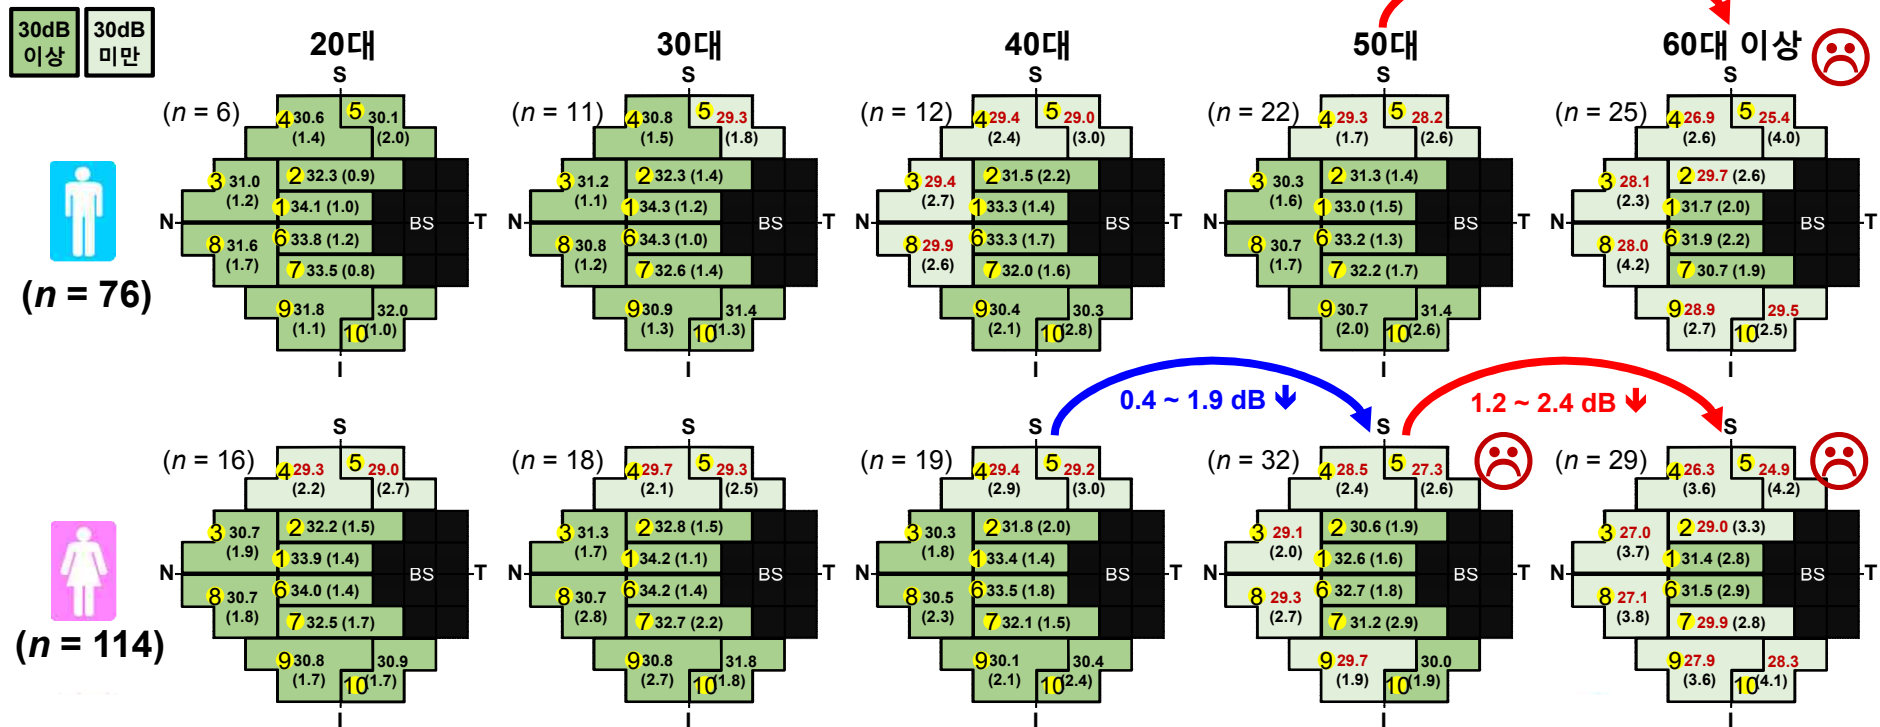 30dB 이상
30dB 미만
20대
30대
40대
50대
60대 이상
S
S
S
S
S
(n = 6)
4 30.6 (1.4)
5 30.1 (2.0)
3 31.0 (1.2)
2 32.3 (0.9)
1 34.1 (1.0)
N
BS
T
8 31.6 (1.7)
6 33.8 (1.2)
7 33.5 (0.8)
9 31.8 (1.1)
10 32.0 (1.0)
I
(n = 11)
4 30.8 (1.5)
5 29.3 (1.8)
3 31.2 (1.1)
2 32.3 (1.4)
1 34.3 (1.2)
N
BS
T
8 30.8 (1.2)
6 34.3 (1.0)
7 32.6 (1.4)
9 30.9 (1.3)
10 31.4 (1.3)
I
(n = 12)
4 29.4 (2.4)
5 29.0 (3.0)
3 29.4 (2.7)
2 31.5 (2.2)
1 33.3 (1.4)
N
BS
T
8 29.9 (2.6)
6 33.3 (1.7)
7 32.0 (1.6)
9 30.4 (2.1)
10 30.3 (2.8)
I
(n = 22)
4 29.3 (1.7)
5 28.2 (2.6)
3 30.3 (1.6)
2 31.3 (1.4)
1 33.0 (1.5)
N
BS
T
8 30.7 (1.7)
6 33.2 (1.3)
7 32.2 (1.7)
9 30.7 (2.0)
10 31.4 (2.6)
I
(n = 25)
4 26.9 (2.6)
5 25.4 (4.0)
3 28.1 (2.3)
2 29.7 (2.6)
1 31.7 (2.0)
N
BS
T
8 28.0 (4.2)
6 31.9 (2.2)
7 30.7 (1.9)
9 28.9 (2.7)
10 29.5 (2.5)
I
(n = 76)
0.4 ~ 1.9 dB ↓
1.2 ~ 2.4 dB ↓
S
S
S
S
S
(n = 16)
4 29.3 (2.2)
5 29.0 (2.7)
3 30.7 (1.9)
2 32.2 (1.5)
1 33.9 (1.4)
N
BS
T
8 30.7 (1.8)
6 34.0 (1.4)
7 32.5 (1.7)
9 30.8 (1.7)
10 30.9 (1.7)
I
(n = 18)
4 29.7 (2.1)
5 29.3 (2.5)
3 31.3 (1.7)
2 32.8 (1.5)
1 34.2 (1.1)
N
BS
T
8 30.7 (2.8)
6 34.2 (1.4)
7 32.7 (2.2)
9 30.8 (2.7)
10 31.8 (1.8)
I
(n = 19)
4 29.4 (2.9)
5 29.2 (3.0)
3 30.3 (1.8)
2 31.8 (2.0)
1 33.4 (1.4)
N
BS
T
8 30.5 (2.3)
6 33.5 (1.8)
7 32.1 (1.5)
9 30.1 (2.1)
10 30.4 (2.4)
I
(n = 32)
4 28.5 (2.4)
5 27.3 (2.6)
3 29.1 (2.0)
2 30.6 (1.9)
1 32.6 (1.6)
N
BS
T
8 29.3 (2.7)
6 32.7 (1.8)
7 31.2 (2.9)
9 29.7 (1.9)
10 30.0 (1.9)
I
(n = 29)
4 26.3 (3.6)
5 24.9 (4.2)
3 27.0 (3.7)
2 29.0 (3.3)
1 31.4 (2.8)
N
BS
T
8 27.1 (3.8)
6 31.5 (2.9)
7 29.9 (2.8)
9 27.9 (3.6)
10 28.3 (4.1)
I
(n = 114)